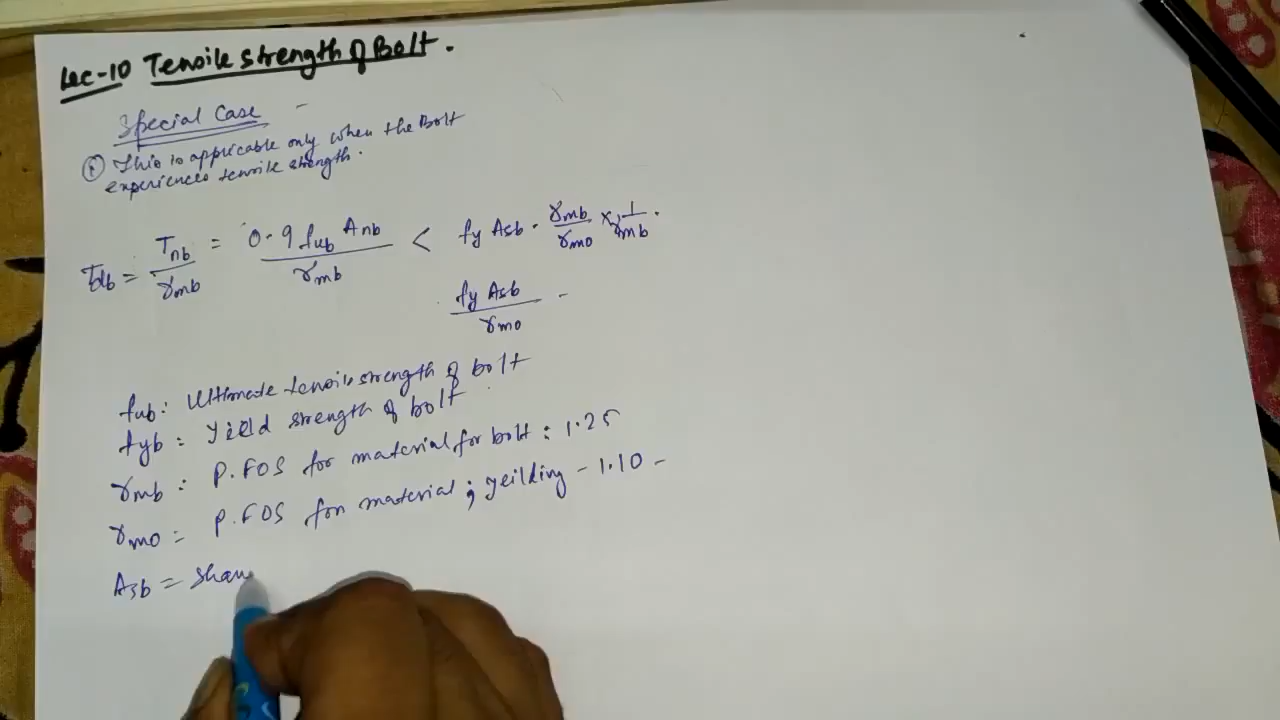 Lec-10 Tensile strength of Bolt.
Special Case -
* This is applicable only when the Bolt
experiences tensile strength.
Tdb = Tnb/γmb = 0.9 fub Anb/γmb < fy Asb · γmb/γmo × 1/γmb.
fy Asb/γmo -
fub: Ultimate tensile strength of bolt
fyb = Yield strength of bolt
γmb : P.FOS for material for bolt : 1.25
γmo = P.FOS for material ; yeilding - 1.10 -
Asb = Shan